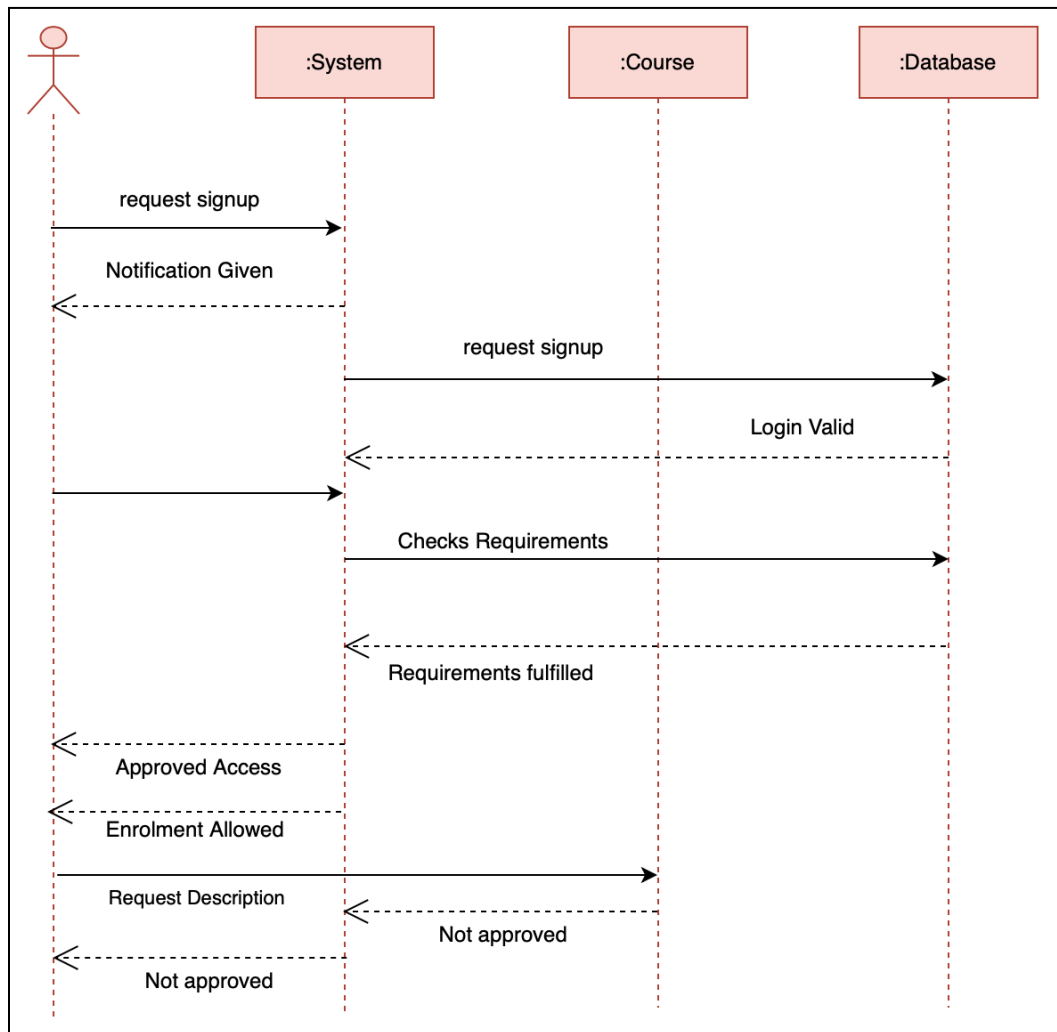 :System
:Course
:Database
request signup
Notification Given
request signup
Login Valid
Checks Requirements
Requirements fulfilled
Approved Access
Enrolment Allowed
Request Description
Not approved
Not approved